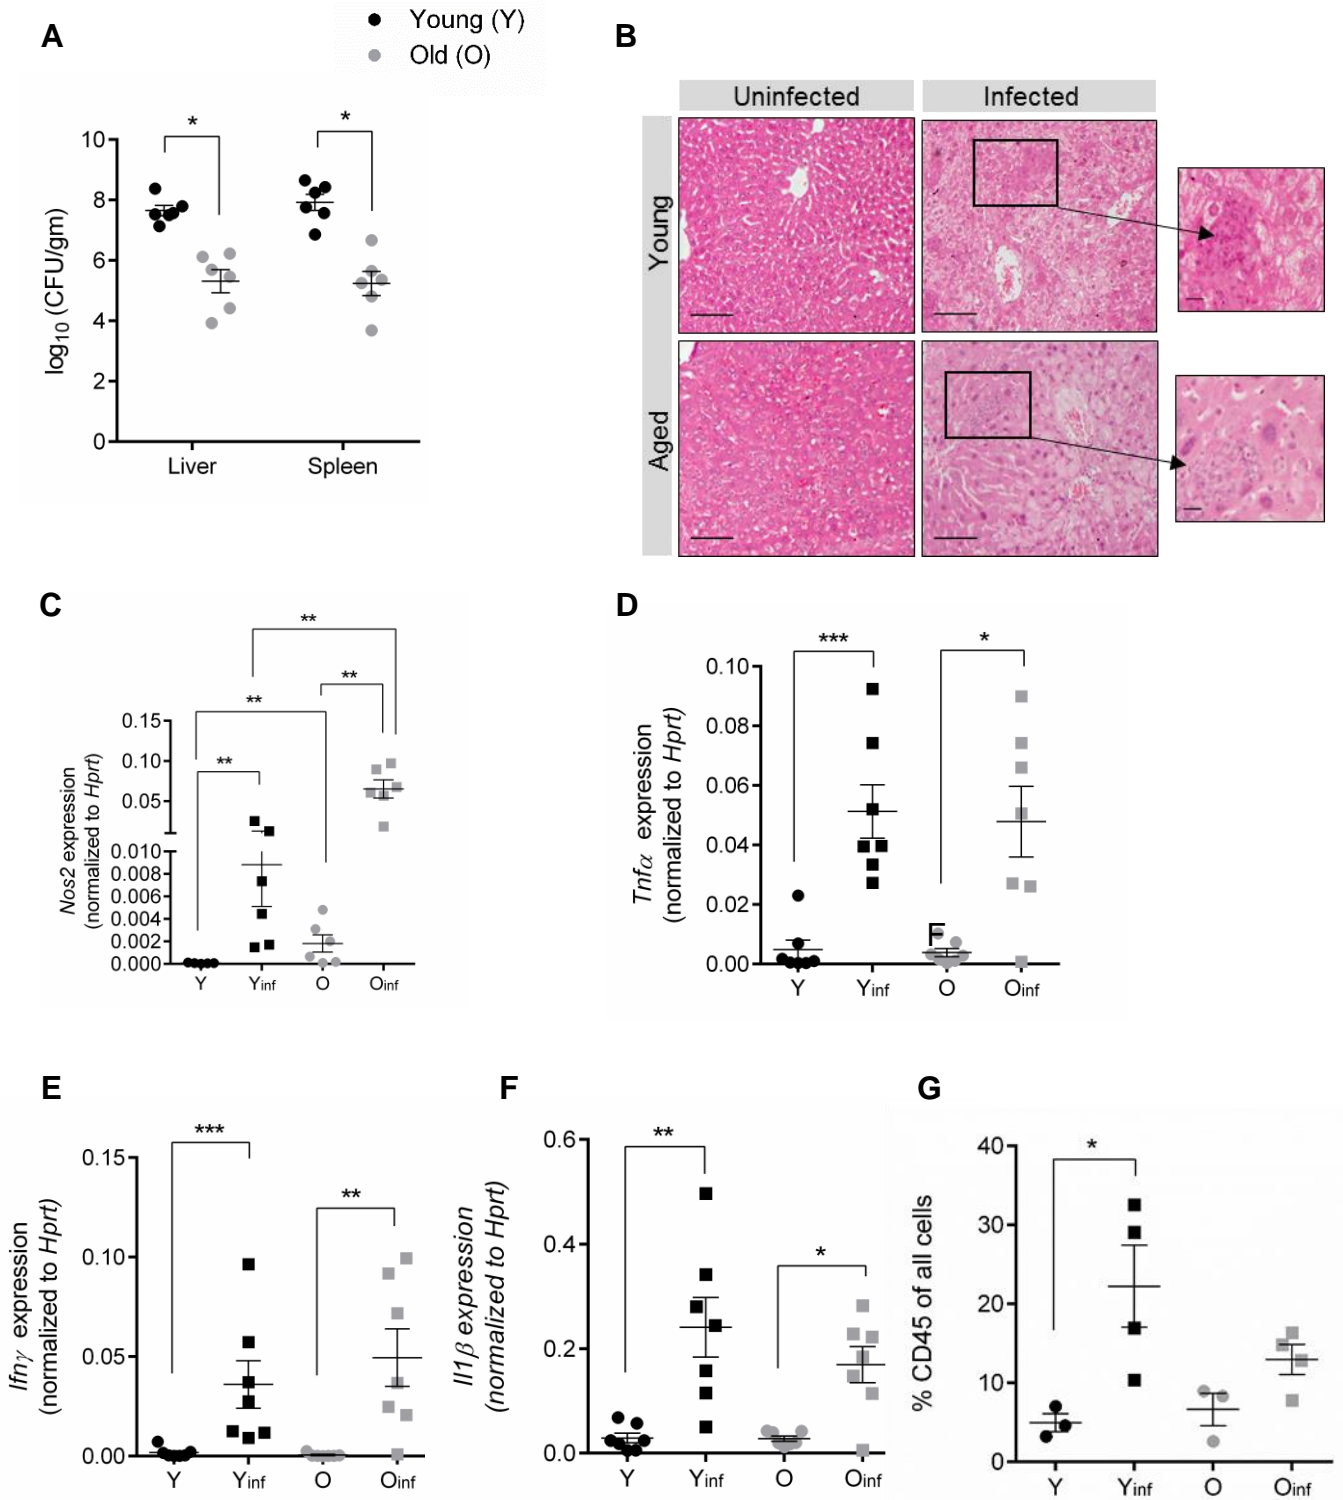 A
Young (Y)
Old (O)
*
*
10
8
6
4
2
0
log10 (CFU/gm)
Liver
Spleen
B
Uninfected
Infected
Young
Aged
C
**
**
**
**
0.15
0.10
0.05
0.010
0.008
0.006
0.004
0.002
0.000
Nos2 expression
(normalized to Hprt)
Y
Yinf
O
Oinf
D
***
*
0.10
0.08
0.06
0.04
0.02
0.00
Tnfα expression
(normalized to Hprt)
F
Y
Yinf
O
Oinf
E
***
**
0.15
0.10
0.05
0.00
Ifnγ expression
(normalized to Hprt)
Y
Yinf
O
Oinf
F
**
*
0.6
0.4
0.2
0.0
Il1β expression
(normalized to Hprt)
Y
Yinf
O
Oinf
G
*
40
30
20
10
0
% CD45 of all cells
Y
Yinf
O
Oinf